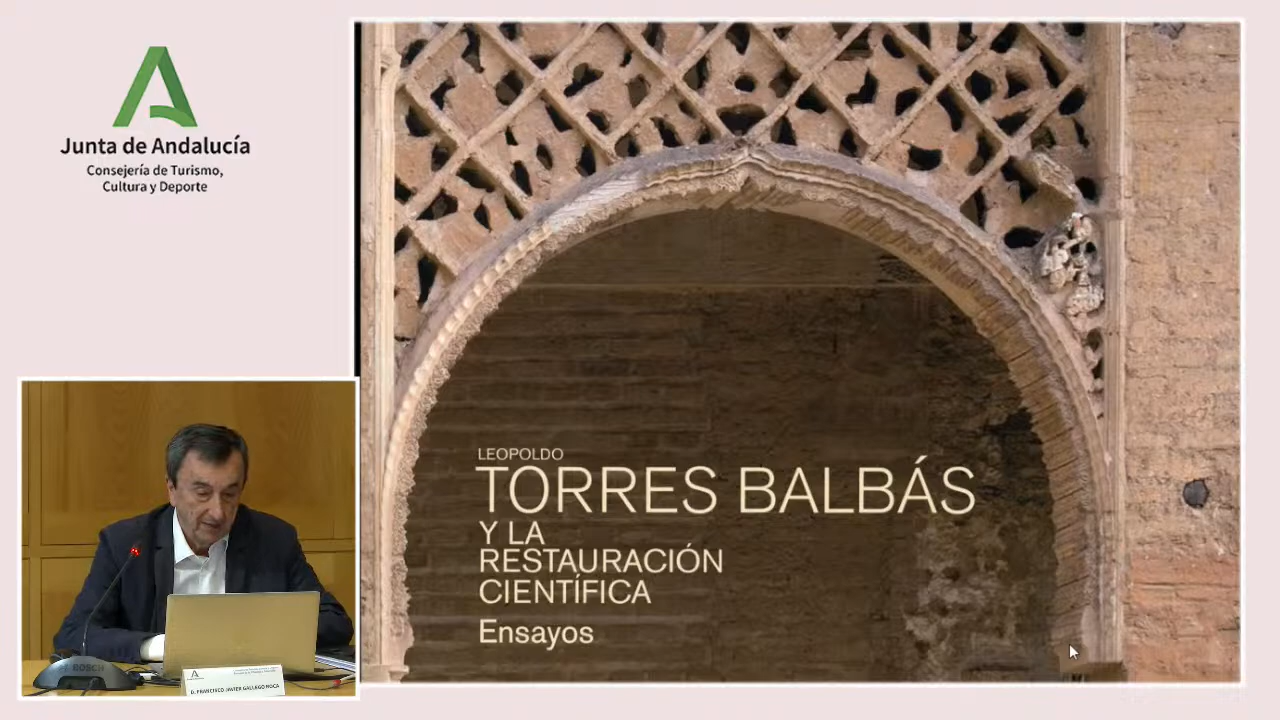 Junta de Andalucía
Consejería de Turismo,
Cultura y Deporte
LEOPOLDO
TORRES BALBÁS
Y LA
RESTAURACIÓN
CIENTÍFICA
Ensayos
BOSCH
D. FRANCISCO JAVIER GALLEGO ROCA